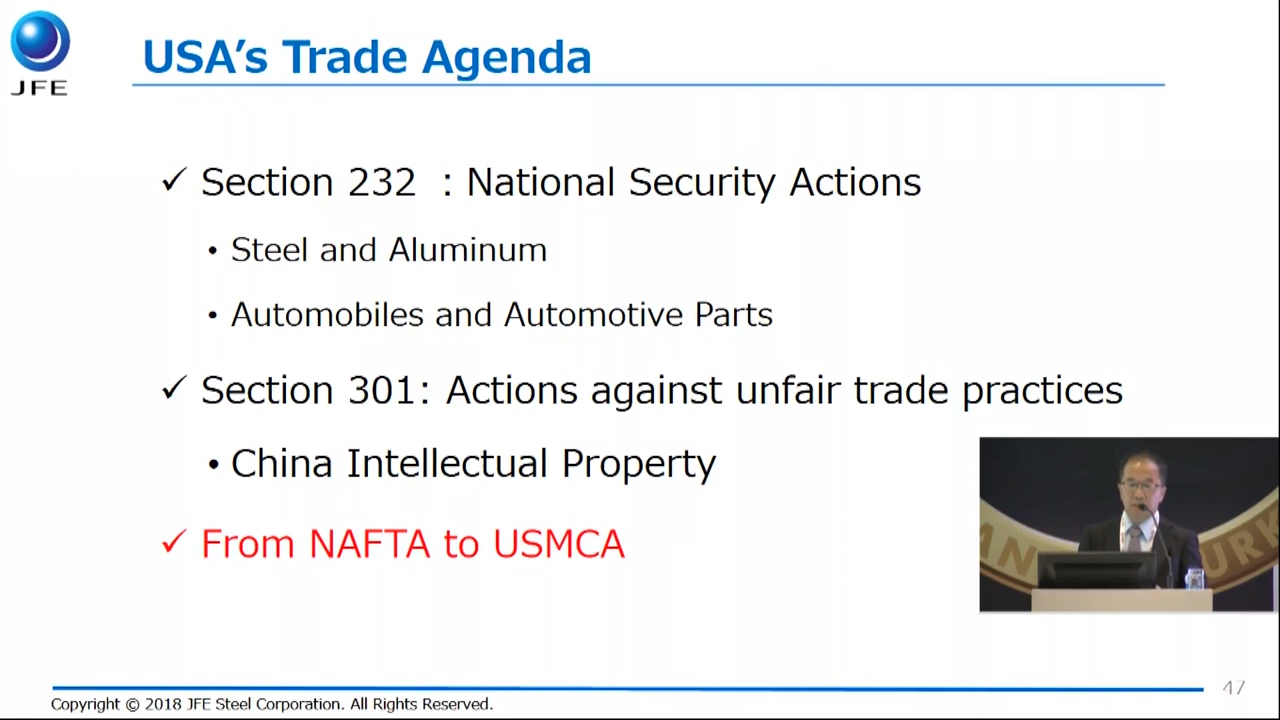 JFE
USA's Trade Agenda
✓ Section 232 : National Security Actions
• Steel and Aluminum
• Automobiles and Automotive Parts
✓ Section 301: Actions against unfair trade practices
• China Intellectual Property
✓ From NAFTA to USMCA
Copyright © 2018 JFE Steel Corporation. All Rights Reserved.
47